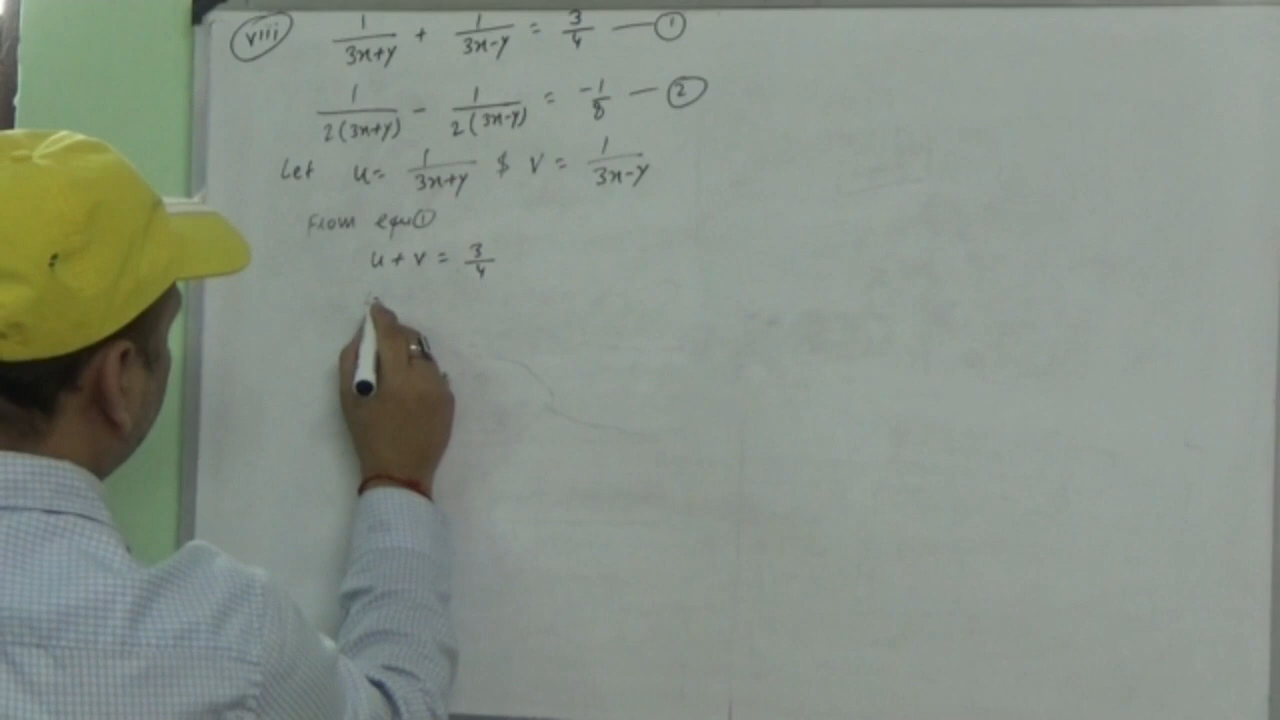 viii) 1/(3x+y) + 1/(3x-y) = 3/4 — ①
1/2(3x+y) - 1/2(3x-y) = -1/8 — ②
Let u = 1/(3x+y) & v = 1/(3x-y)
From equ①
u + v = 3/4